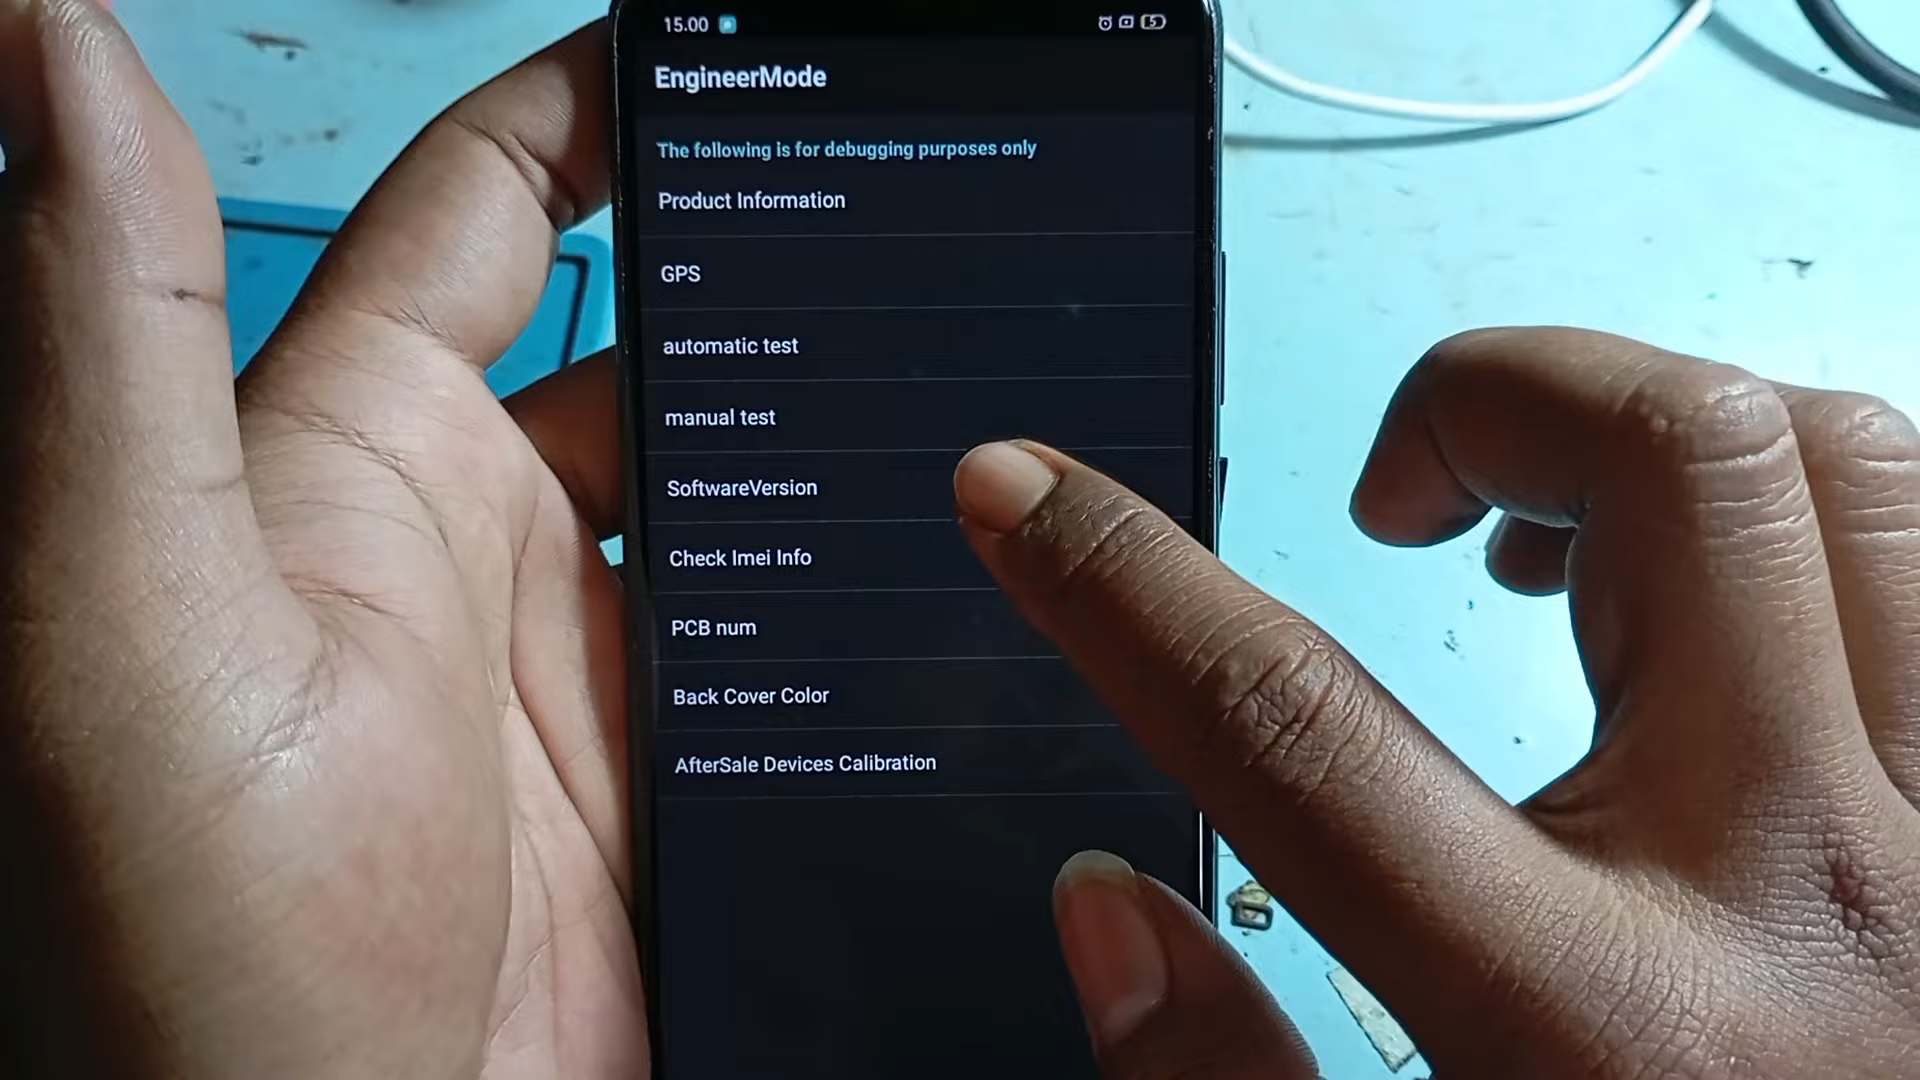 15.00
5
EngineerMode
The following is for debugging purposes only
Product Information
GPS
automatic test
manual test
SoftwareVersion
Check Imei Info
PCB num
Back Cover Color
AfterSale Devices Calibration